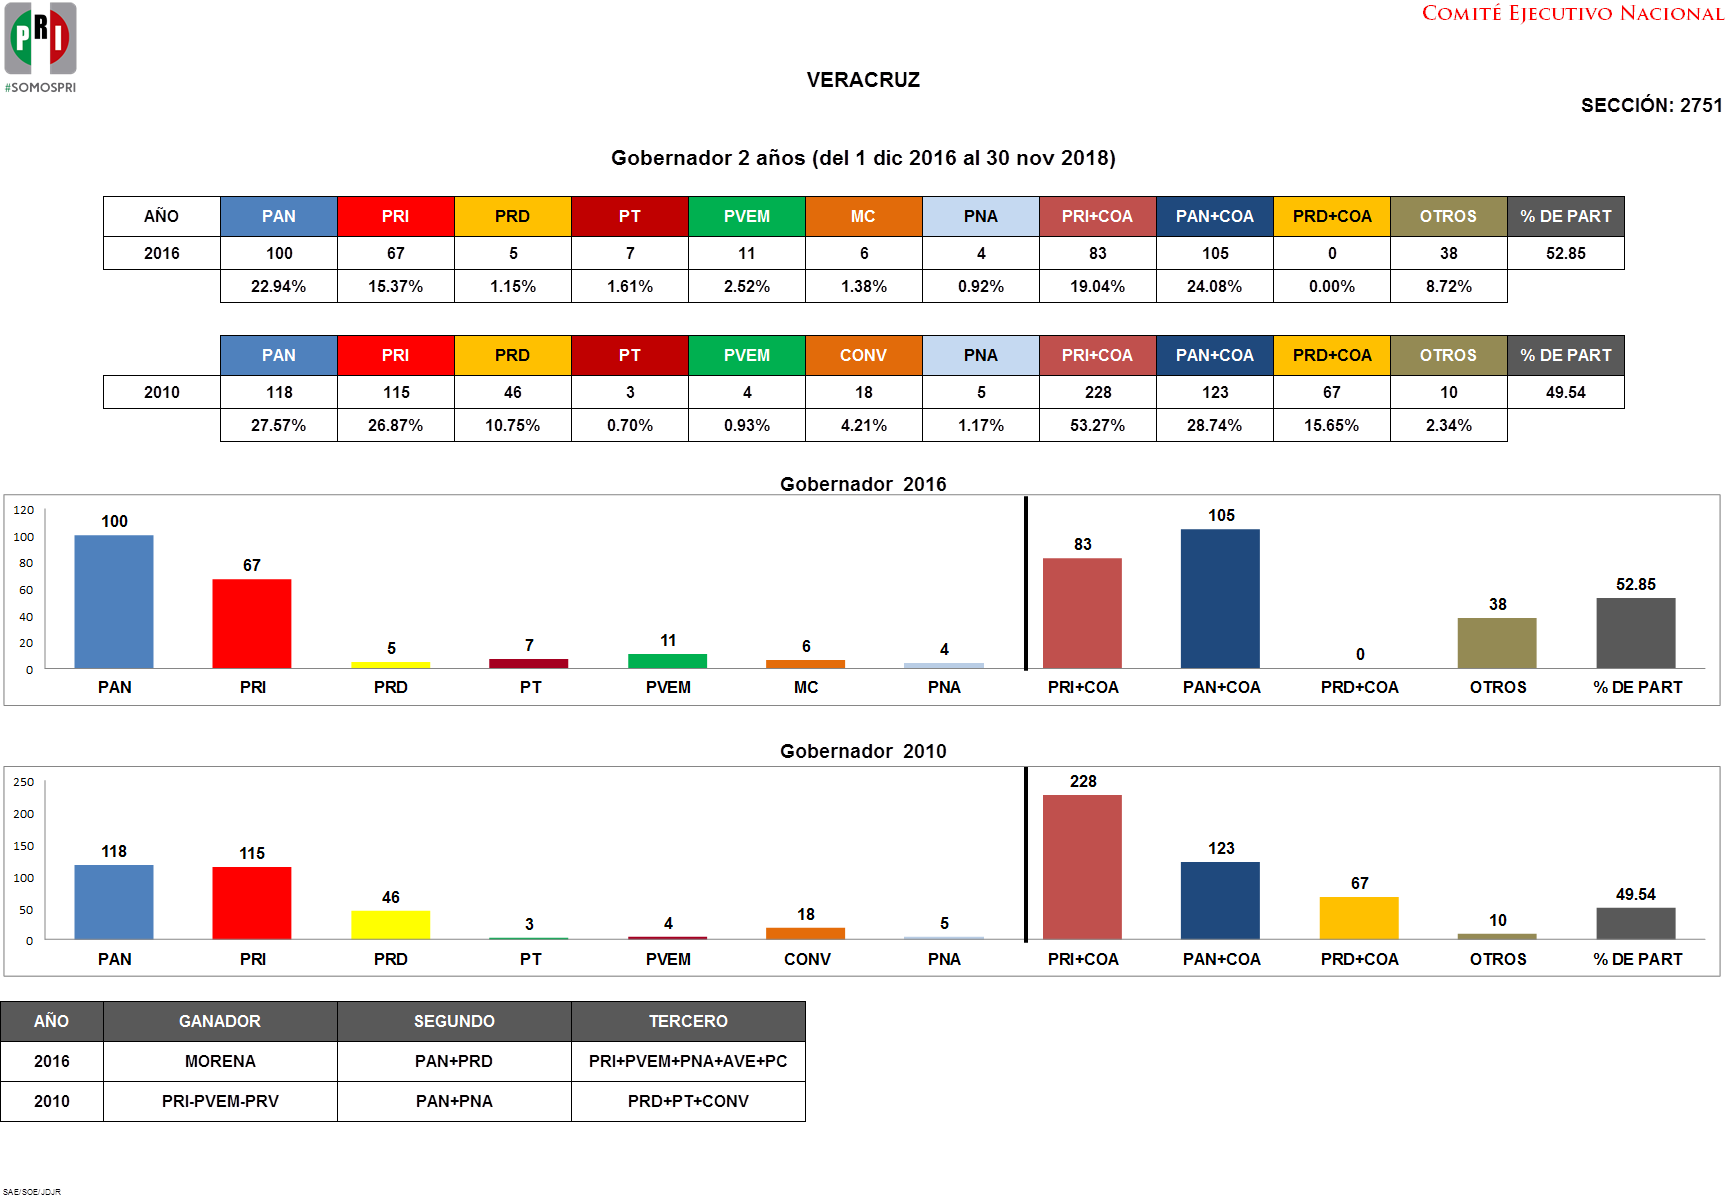 PRI
#SOMOSPRI
COMITÉ EJECUTIVO NACIONAL
VERACRUZ
SECCIÓN: 2751
Gobernador 2 años (del 1 dic 2016 al 30 nov 2018)
AÑO PAN PRI PRD PT PVEM MC PNA PRI+COA PAN+COA PRD+COA OTROS % DE PART
2016 100 67 5 7 11 6 4 83 105 0 38 52.85
22.94% 15.37% 1.15% 1.61% 2.52% 1.38% 0.92% 19.04% 24.08% 0.00% 8.72%
PAN PRI PRD PT PVEM CONV PNA PRI+COA PAN+COA PRD+COA OTROS % DE PART
2010 118 115 46 3 4 18 5 228 123 67 10 49.54
27.57% 26.87% 10.75% 0.70% 0.93% 4.21% 1.17% 53.27% 28.74% 15.65% 2.34%
Gobernador 2016
120
100
80
60
40
20
0
100 67 5 7 11 6 4 83 105 0 38 52.85
PAN PRI PRD PT PVEM MC PNA PRI+COA PAN+COA PRD+COA OTROS % DE PART
Gobernador 2010
250
200
150
100
50
0
118 115 46 3 4 18 5 228 123 67 10 49.54
PAN PRI PRD PT PVEM CONV PNA PRI+COA PAN+COA PRD+COA OTROS % DE PART
AÑO GANADOR SEGUNDO TERCERO
2016 MORENA PAN+PRD PRI+PVEM+PNA+AVE+PC
2010 PRI-PVEM-PRV PAN+PNA PRD+PT+CONV
SAE/SOE/JDJR